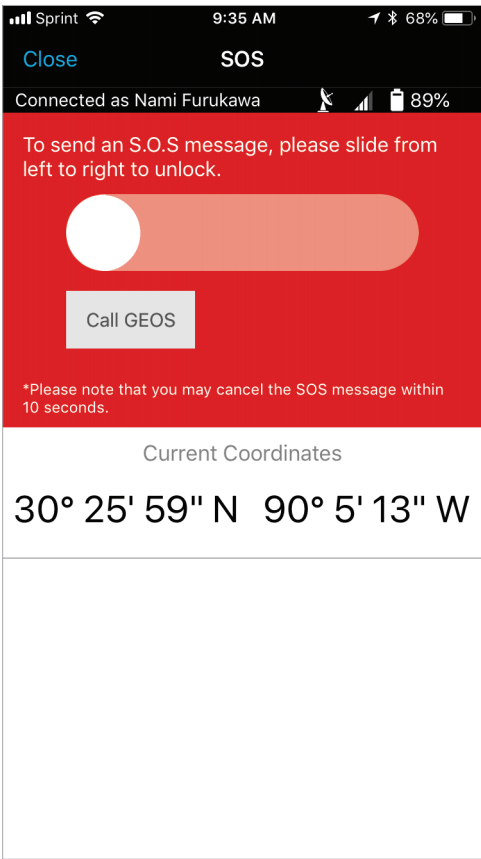 Sprint 9:35 AM 68%
Close SOS
Connected as Nami Furukawa 89%
To send an S.O.S message, please slide from
left to right to unlock.
Call GEOS
*Please note that you may cancel the SOS message within
10 seconds.
Current Coordinates
30° 25' 59" N 90° 5' 13" W